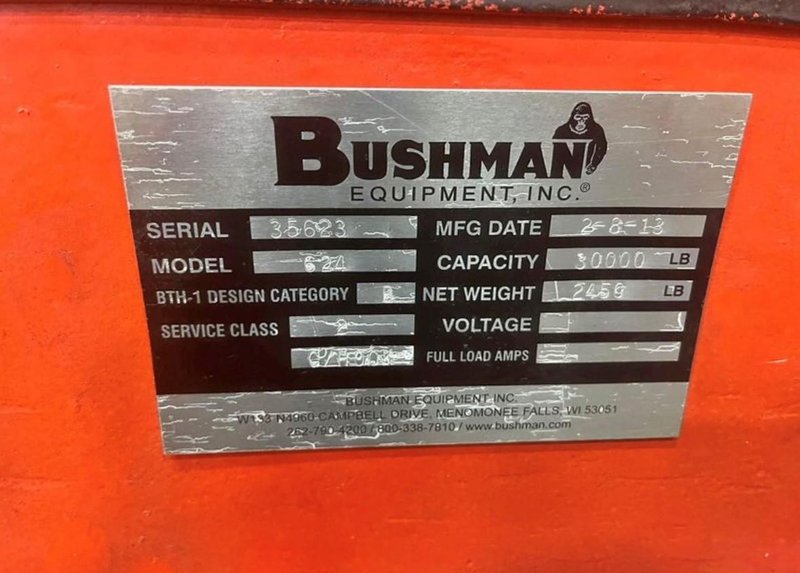 BUSHMAN
EQUIPMENT, INC.®
SERIAL 35623 MFG DATE 2-8-13
MODEL CAPACITY 30000 LB
BTH-1 DESIGN CATEGORY NET WEIGHT 2459 LB
SERVICE CLASS 2 VOLTAGE
FULL LOAD AMPS
BUSHMAN EQUIPMENT INC.
W133 N4960 CAMPBELL DRIVE, MENOMONEE FALLS, WI 53051
262-790-4200 / 800-338-7810 / www.bushman.com